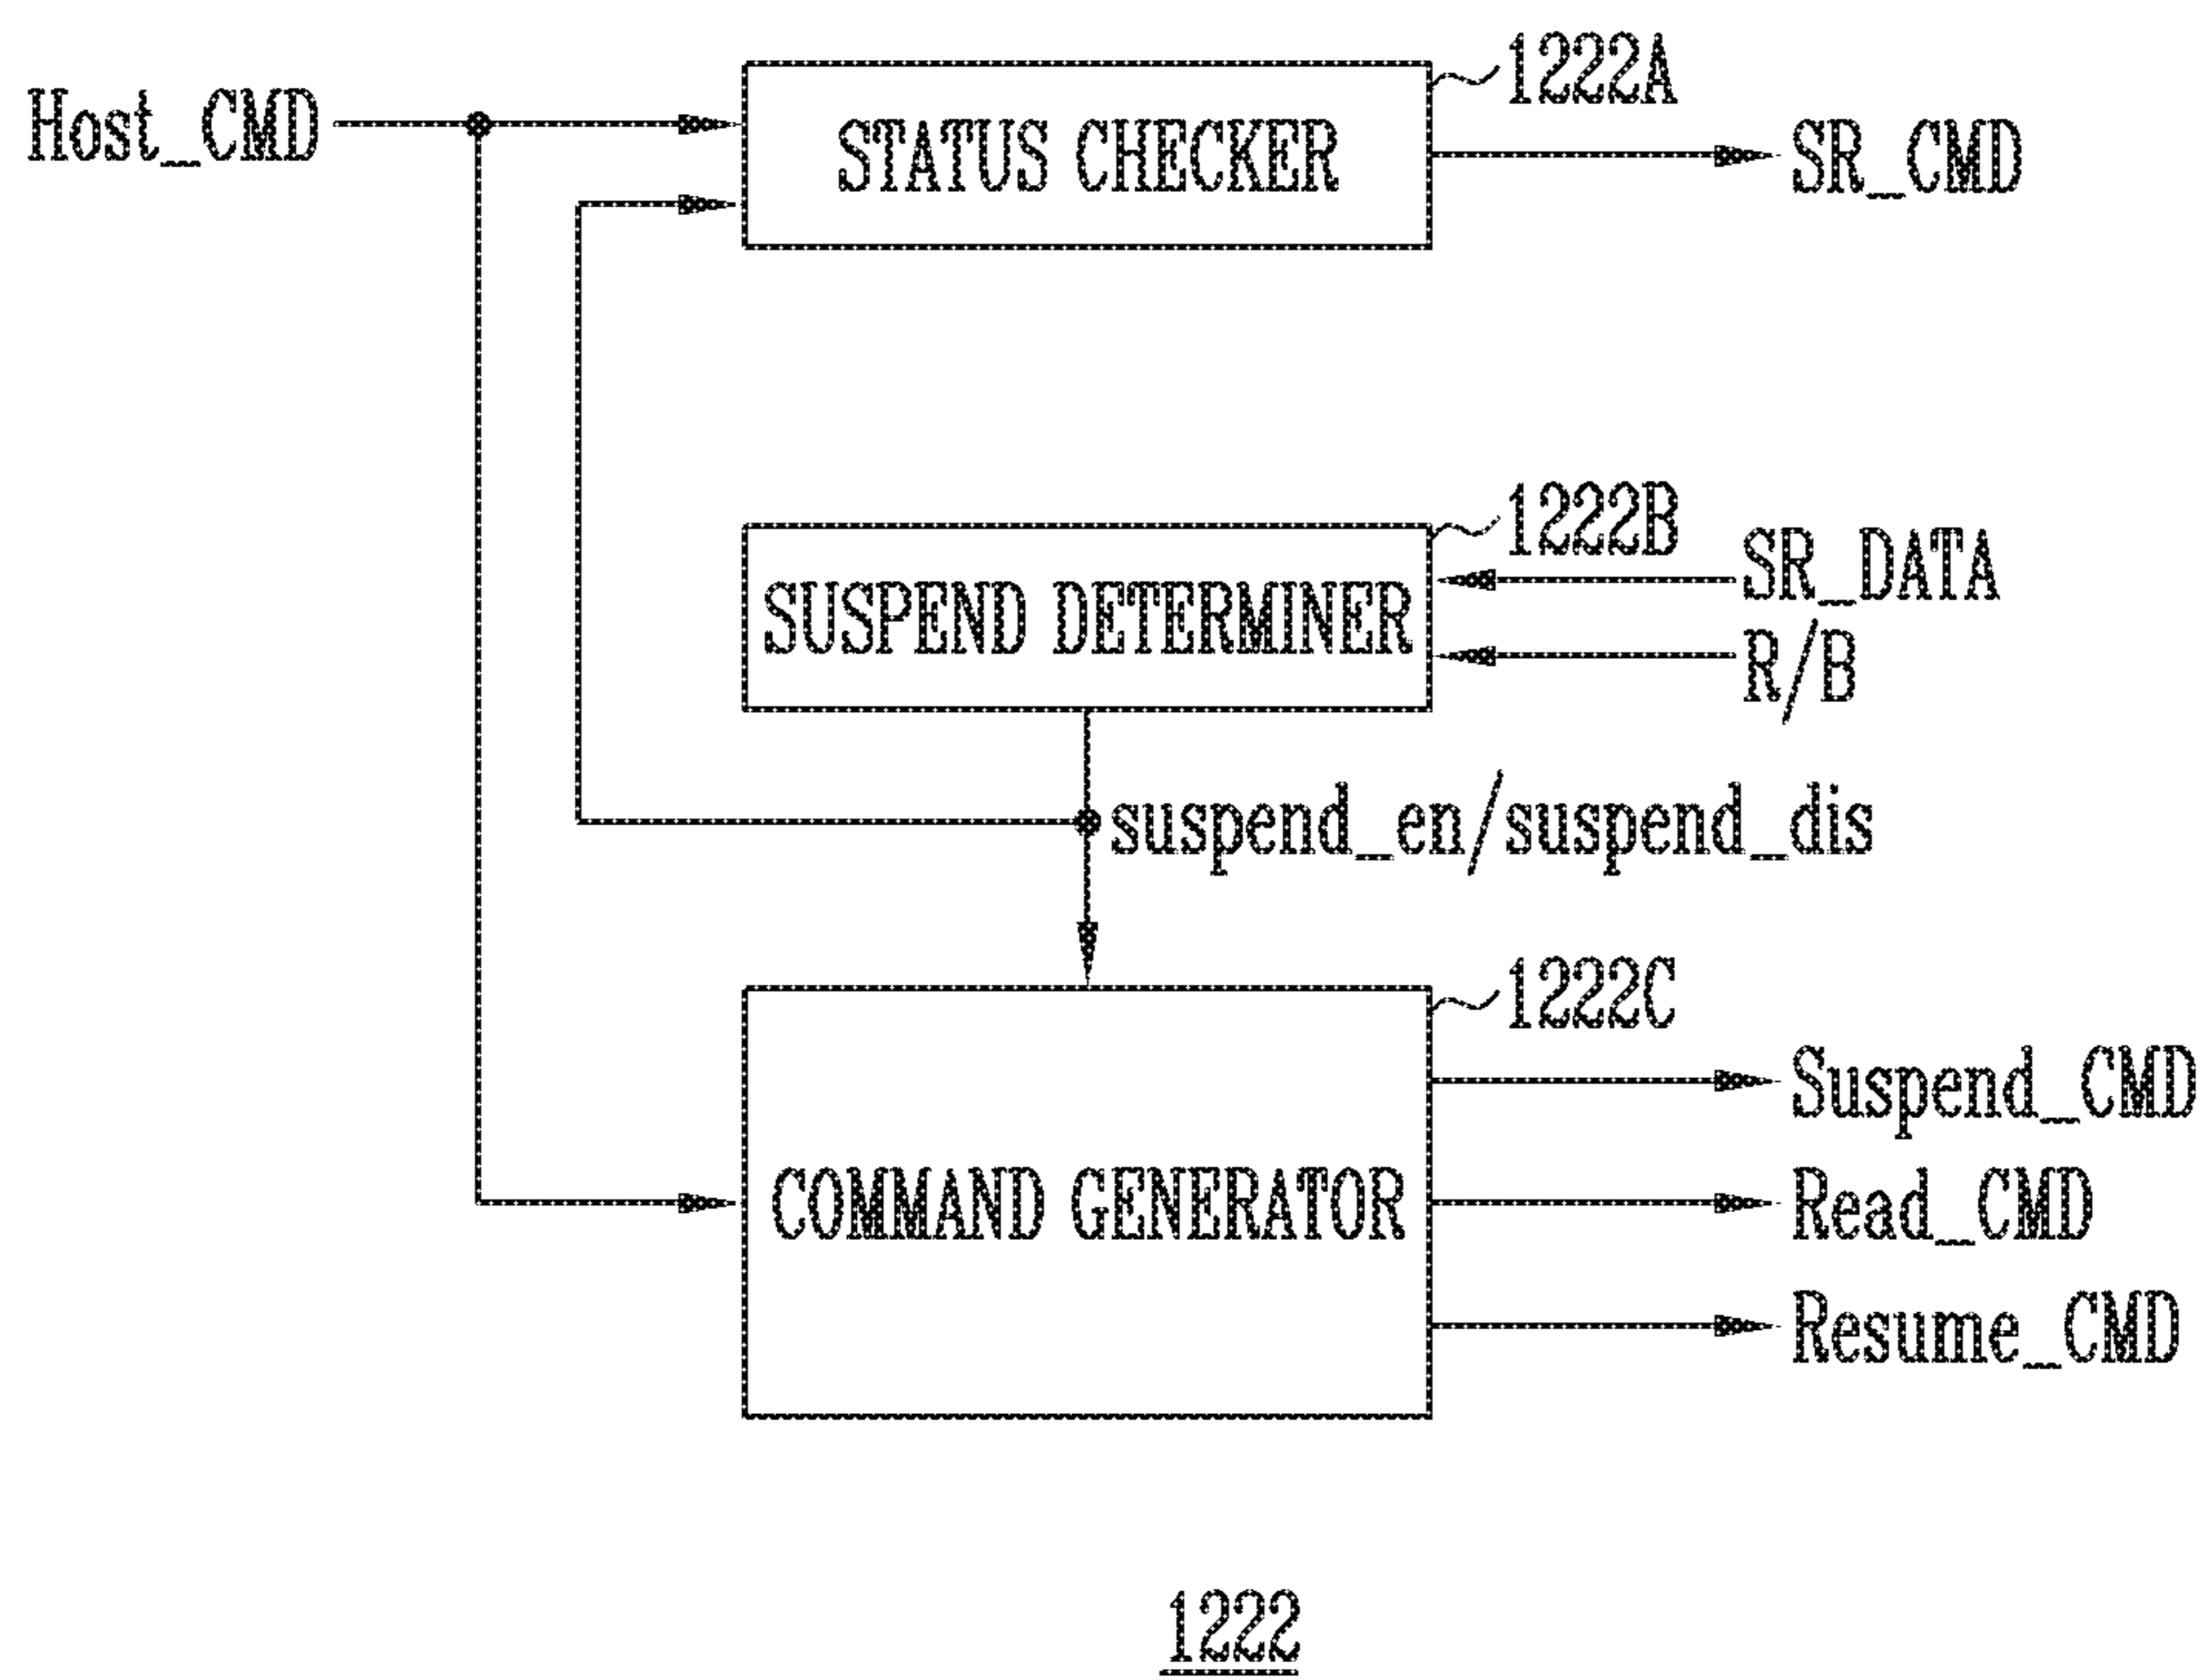 1222A
Host_CMD
STATUS CHECKER
SR_CMD
1222B
SUSPEND DETERMINER
SR_DATA
R/B
suspend_en/suspend_dis
1222C
Suspend_CMD
COMMAND GENERATOR
Read_CMD
Resume_CMD
1222